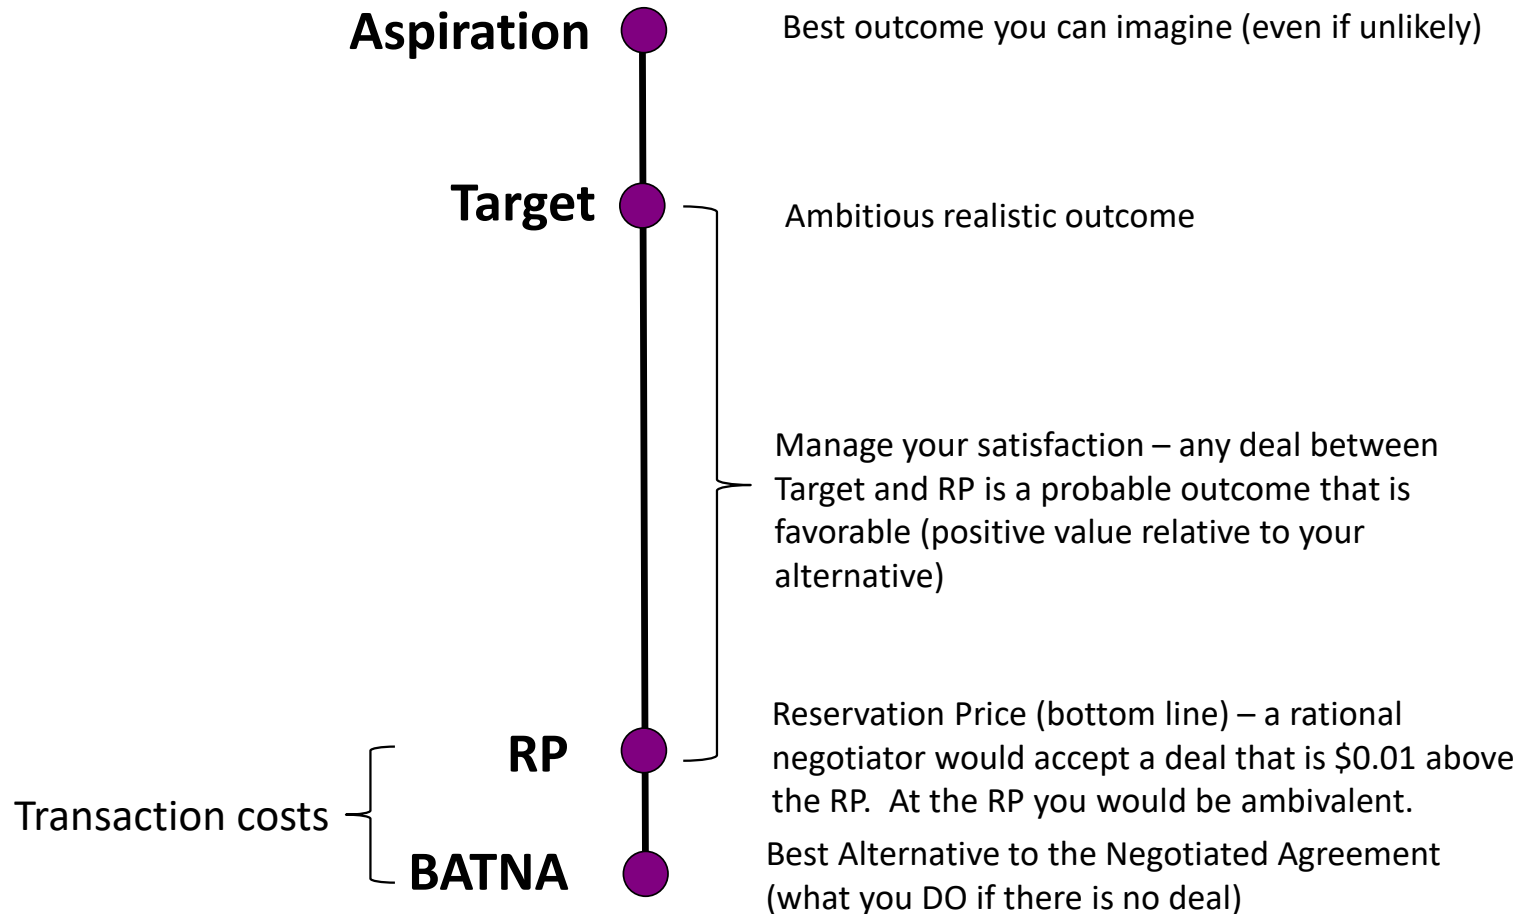 Aspiration
Best outcome you can imagine (even if unlikely)
Target
Ambitious realistic outcome
Manage your satisfaction – any deal between
Target and RP is a probable outcome that is
favorable (positive value relative to your
alternative)
RP
Reservation Price (bottom line) – a rational
negotiator would accept a deal that is $0.01 above
the RP.  At the RP you would be ambivalent.
Transaction costs
BATNA
Best Alternative to the Negotiated Agreement
(what you DO if there is no deal)